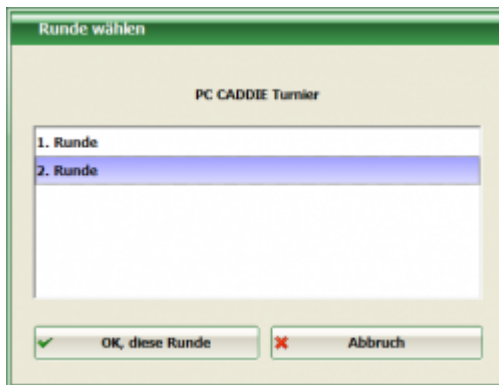 Runde wählen
PC CADDIE Turnier
1. Runde
2. Runde
OK, diese Runde
Abbruch